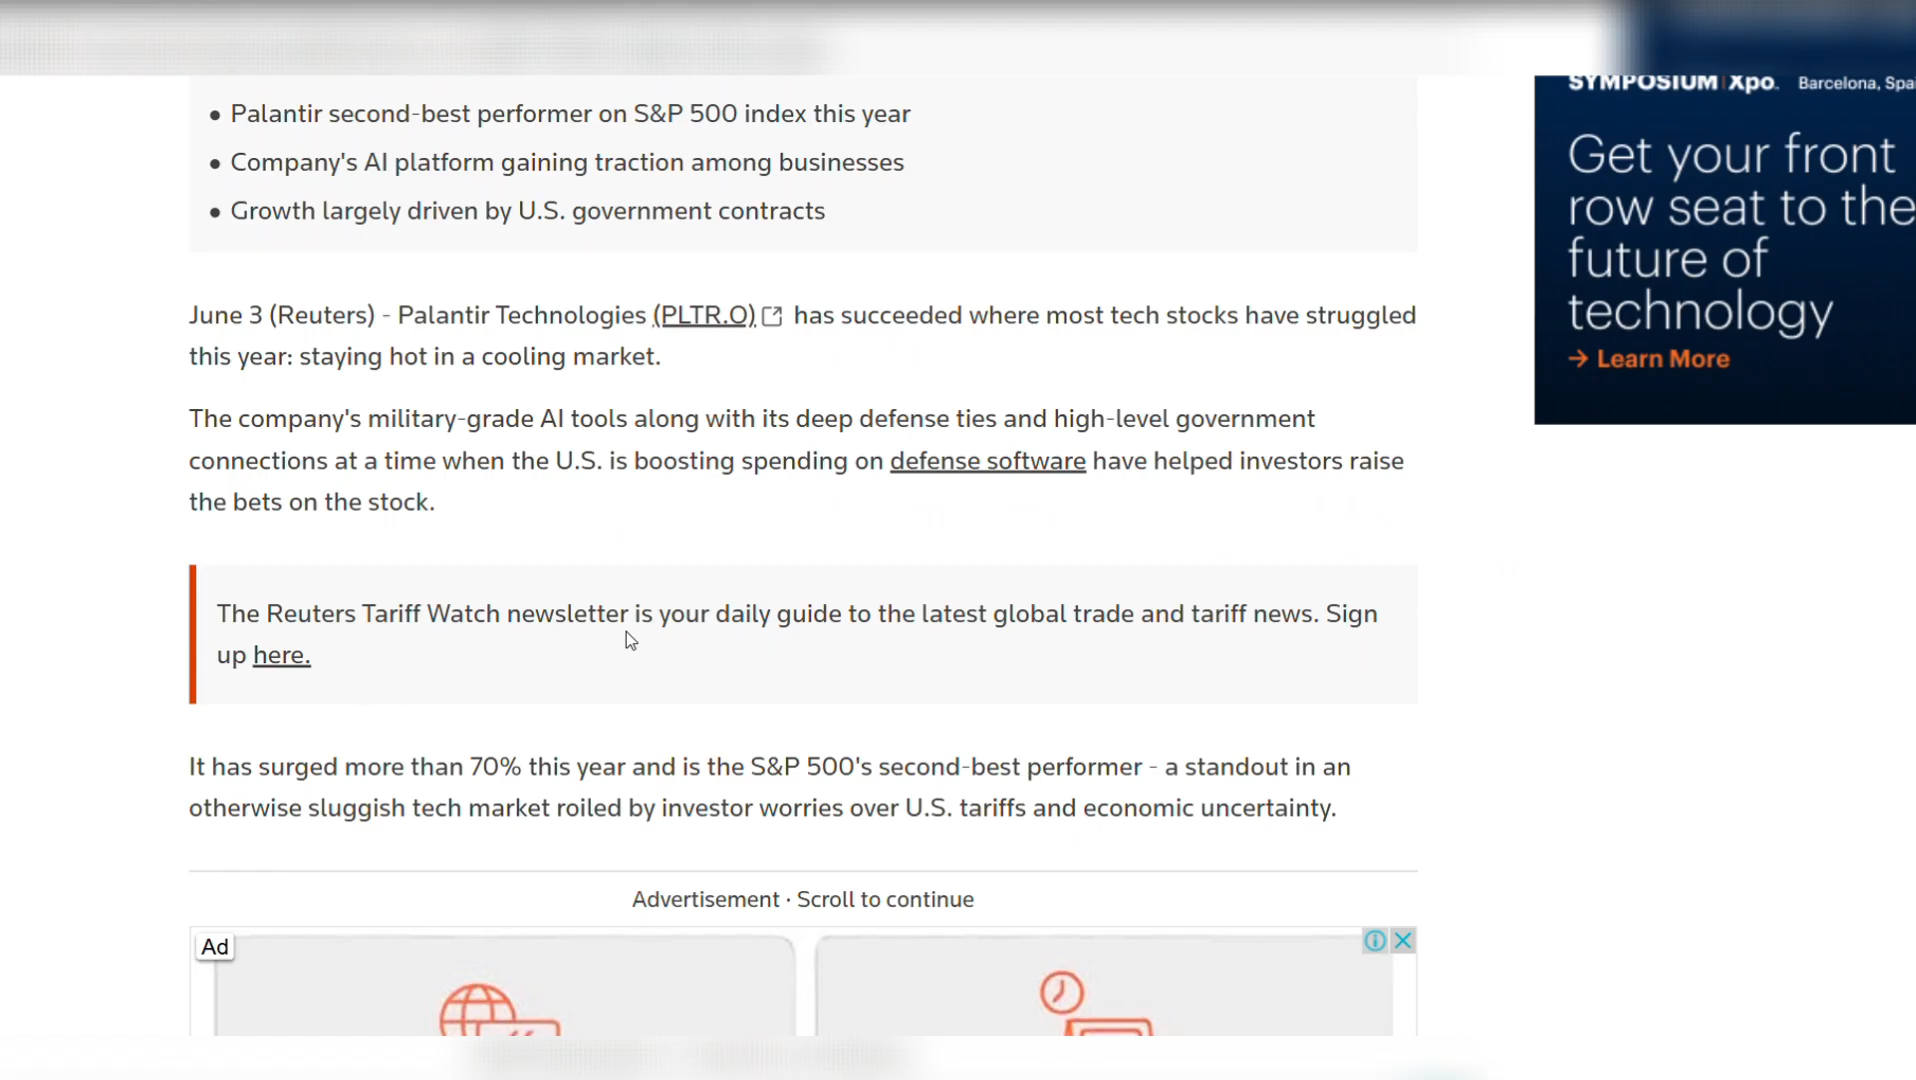 • Palantir second-best performer on S&P 500 index this year
• Company's AI platform gaining traction among businesses
• Growth largely driven by U.S. government contracts
June 3 (Reuters) - Palantir Technologies (PLTR.O) has succeeded where most tech stocks have struggled
this year: staying hot in a cooling market.
The company's military-grade AI tools along with its deep defense ties and high-level government
connections at a time when the U.S. is boosting spending on defense software have helped investors raise
the bets on the stock.
The Reuters Tariff Watch newsletter is your daily guide to the latest global trade and tariff news. Sign
up here.
It has surged more than 70% this year and is the S&P 500's second-best performer - a standout in an
otherwise sluggish tech market roiled by investor worries over U.S. tariffs and economic uncertainty.
Advertisement · Scroll to continue
Ad
SYMPOSIUM Xpo. Barcelona, Spai
Get your front
row seat to the
future of
technology
→ Learn More